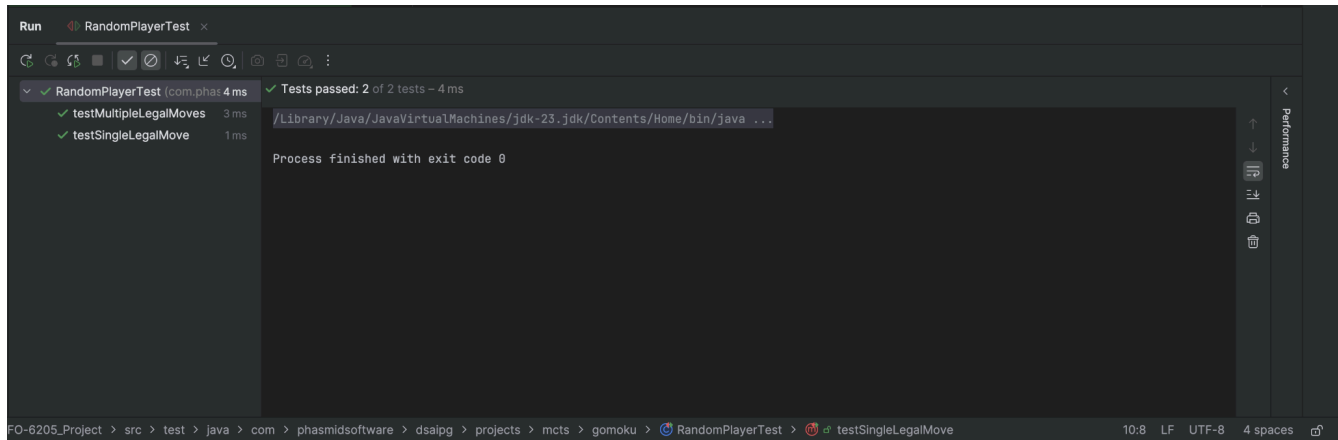 Run RandomPlayerTest ×
RandomPlayerTest (com.phas 4 ms
Tests passed: 2 of 2 tests – 4 ms
testMultipleLegalMoves 3 ms
testSingleLegalMove 1 ms
/Library/Java/JavaVirtualMachines/jdk-23.jdk/Contents/Home/bin/java ...
Process finished with exit code 0
Performance
FO-6205_Project > src > test > java > com > phasmidsoftware > dsaipg > projects > mcts > gomoku > RandomPlayerTest > testSingleLegalMove 10:8 LF UTF-8 4 spaces